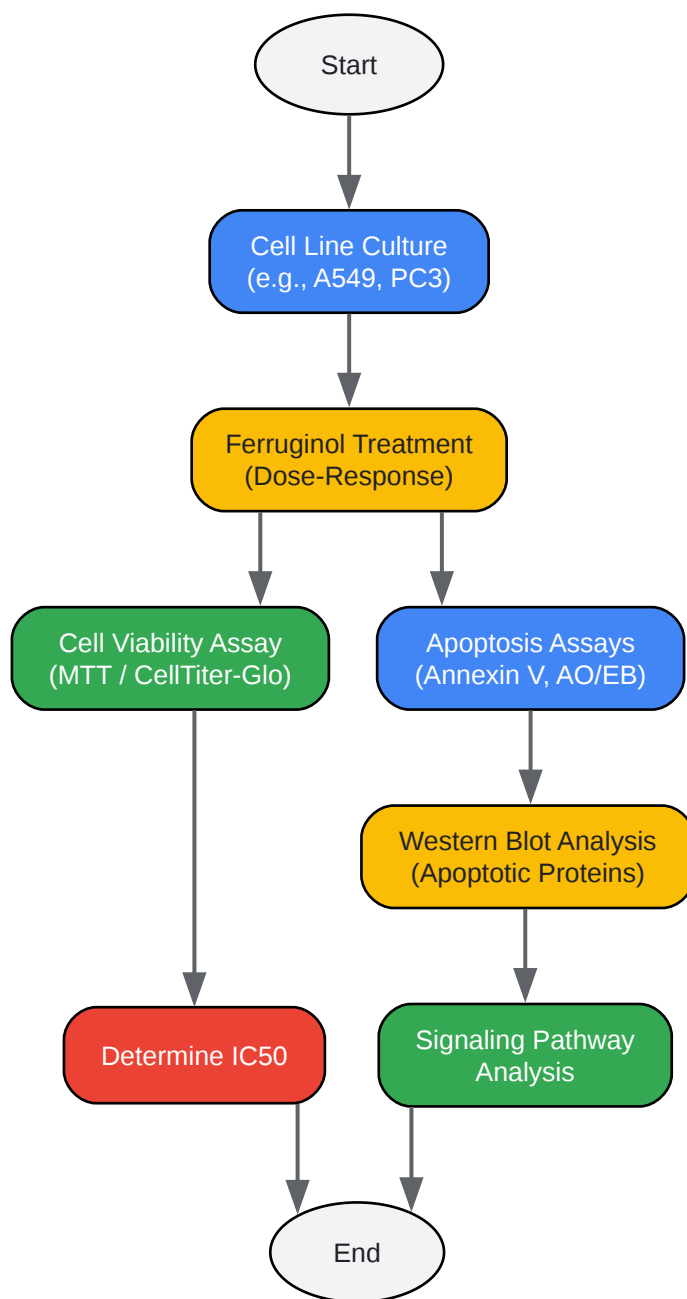 Start
Cell Line Culture
(e.g., A549, PC3)
Ferruginol Treatment
(Dose-Response)
Cell Viability Assay
(MTT / CellTiter-Glo)
Apoptosis Assays
(Annexin V, AO/EB)
Western Blot Analysis
(Apoptotic Proteins)
Determine IC50
Signaling Pathway
Analysis
End